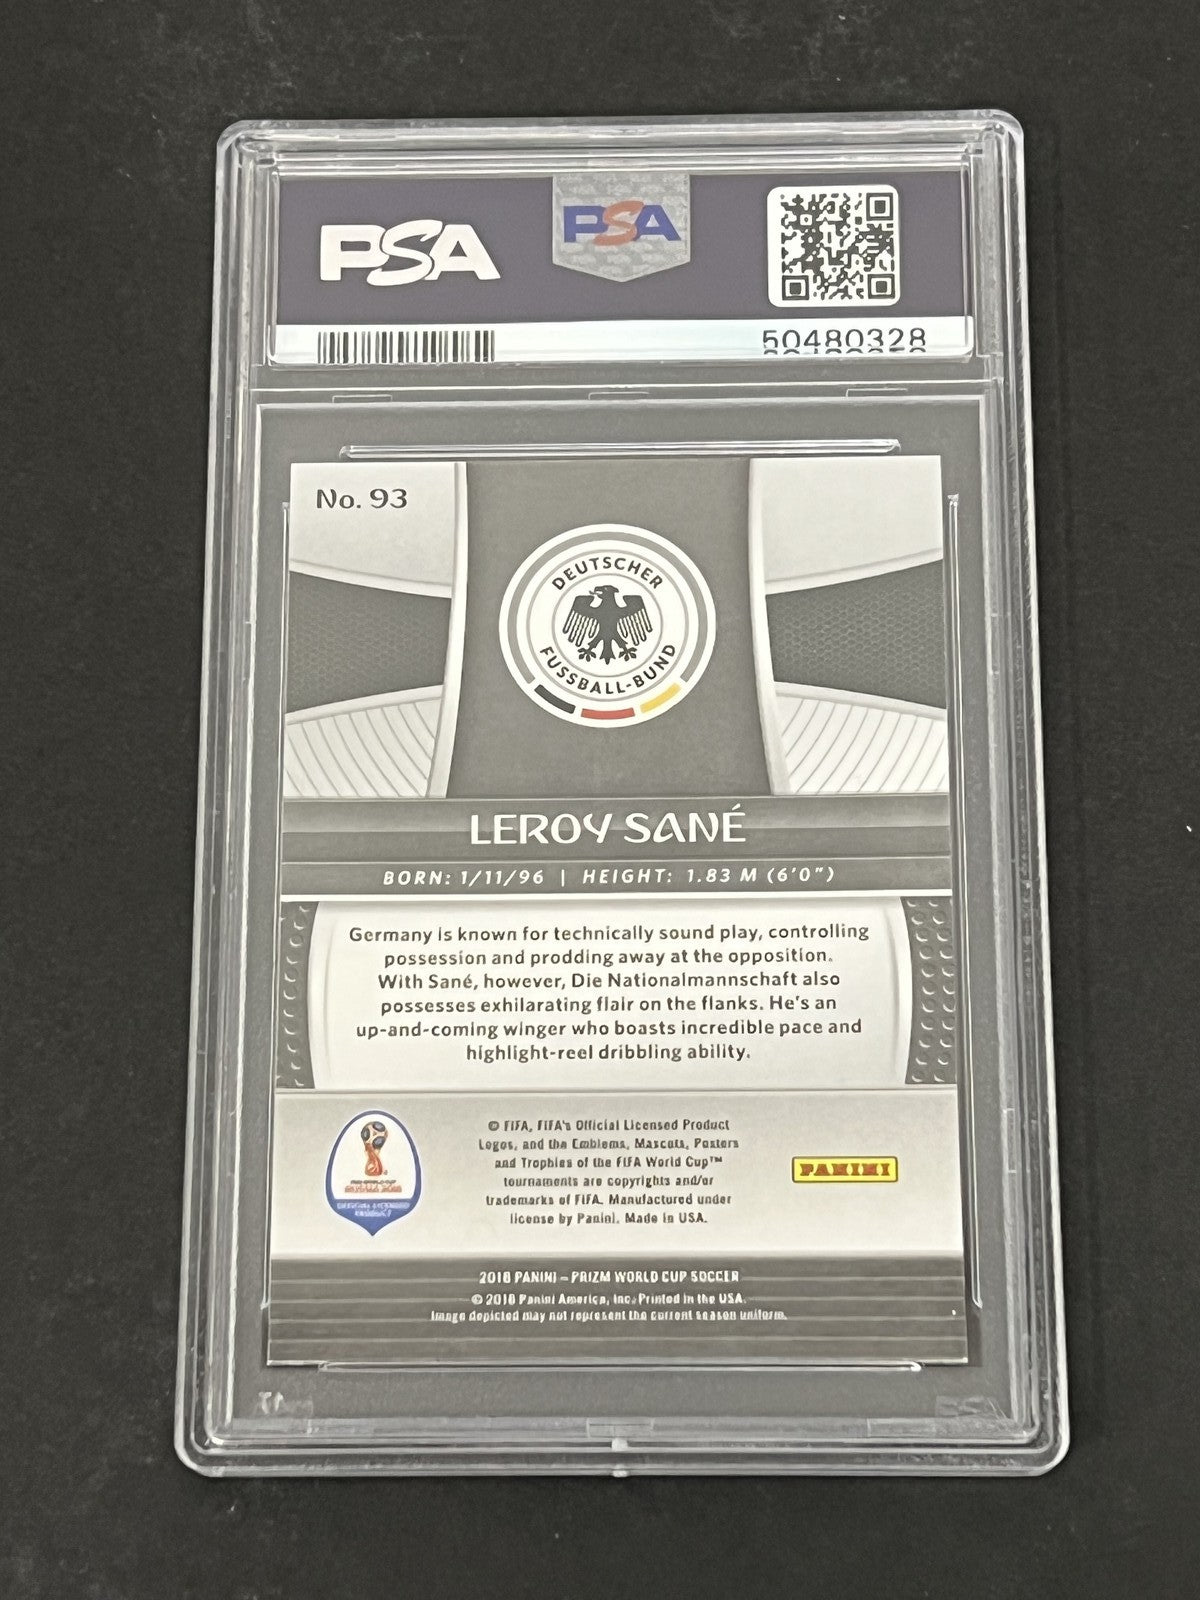 PSA
PSA
50480328
No. 93
DEUTSCHER
FUSSBALL-BUND
LEROY SANÉ
BORN: 1/11/96 | HEIGHT: 1.83 M (6'0")
Germany is known for technically sound play, controlling
possession and prodding away at the opposition.
With Sané, however, Die Nationalmannschaft also
possesses exhilarating flair on the flanks. He's an
up-and-coming winger who boasts incredible pace and
highlight-reel dribbling ability.
© FIFA, FIFA's Official Licensed Product
Logos, and the Emblems, Mascots, Posters
and Trophies of the FIFA World Cup™
tournaments are copyrights and/or
trademarks of FIFA. Manufactured under
license by Panini. Made in USA.
PANINI
2018 PANINI – PRIZM WORLD CUP SOCCER
© 2018 Panini America, Inc. Printed in the USA.
Image depicted may not represent the current season uniform.